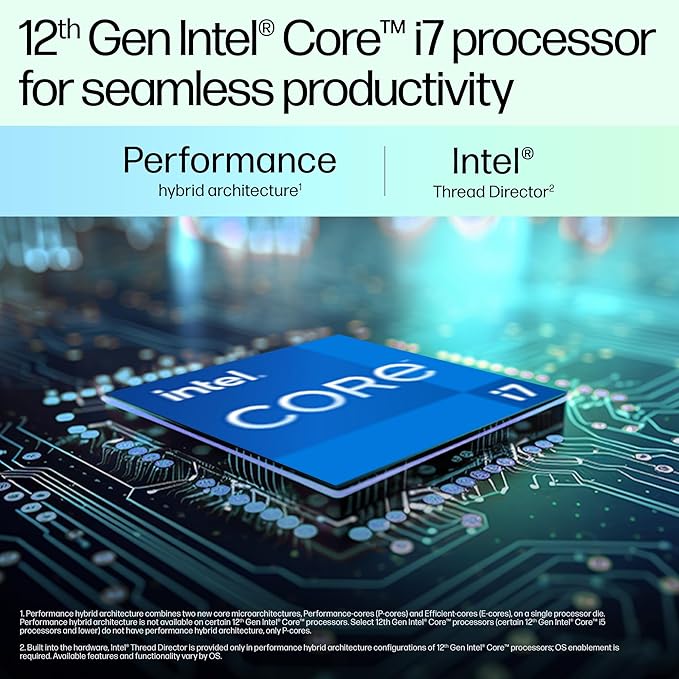 12th Gen Intel® Core™ i7 processor
for seamless productivity
Performance
hybrid architecture1
Intel®
Thread Director2
intel.
CORE™
i7
1. Performance hybrid architecture combines two new core microarchitectures, Performance-cores (P-cores) and Efficient-cores (E-cores), on a single processor die.
Performance hybrid architecture is not available on certain 12th Gen Intel® Core™ processors. Select 12th Gen Intel® Core™ processors (certain 12th Gen Intel® Core™ i5
processors and lower) do not have performance hybrid architecture, only P-cores.
2. Built into the hardware, Intel® Thread Director is provided only in performance hybrid architecture configurations of 12th Gen Intel® Core™ processors; OS enablement is
required. Available features and functionality vary by OS.